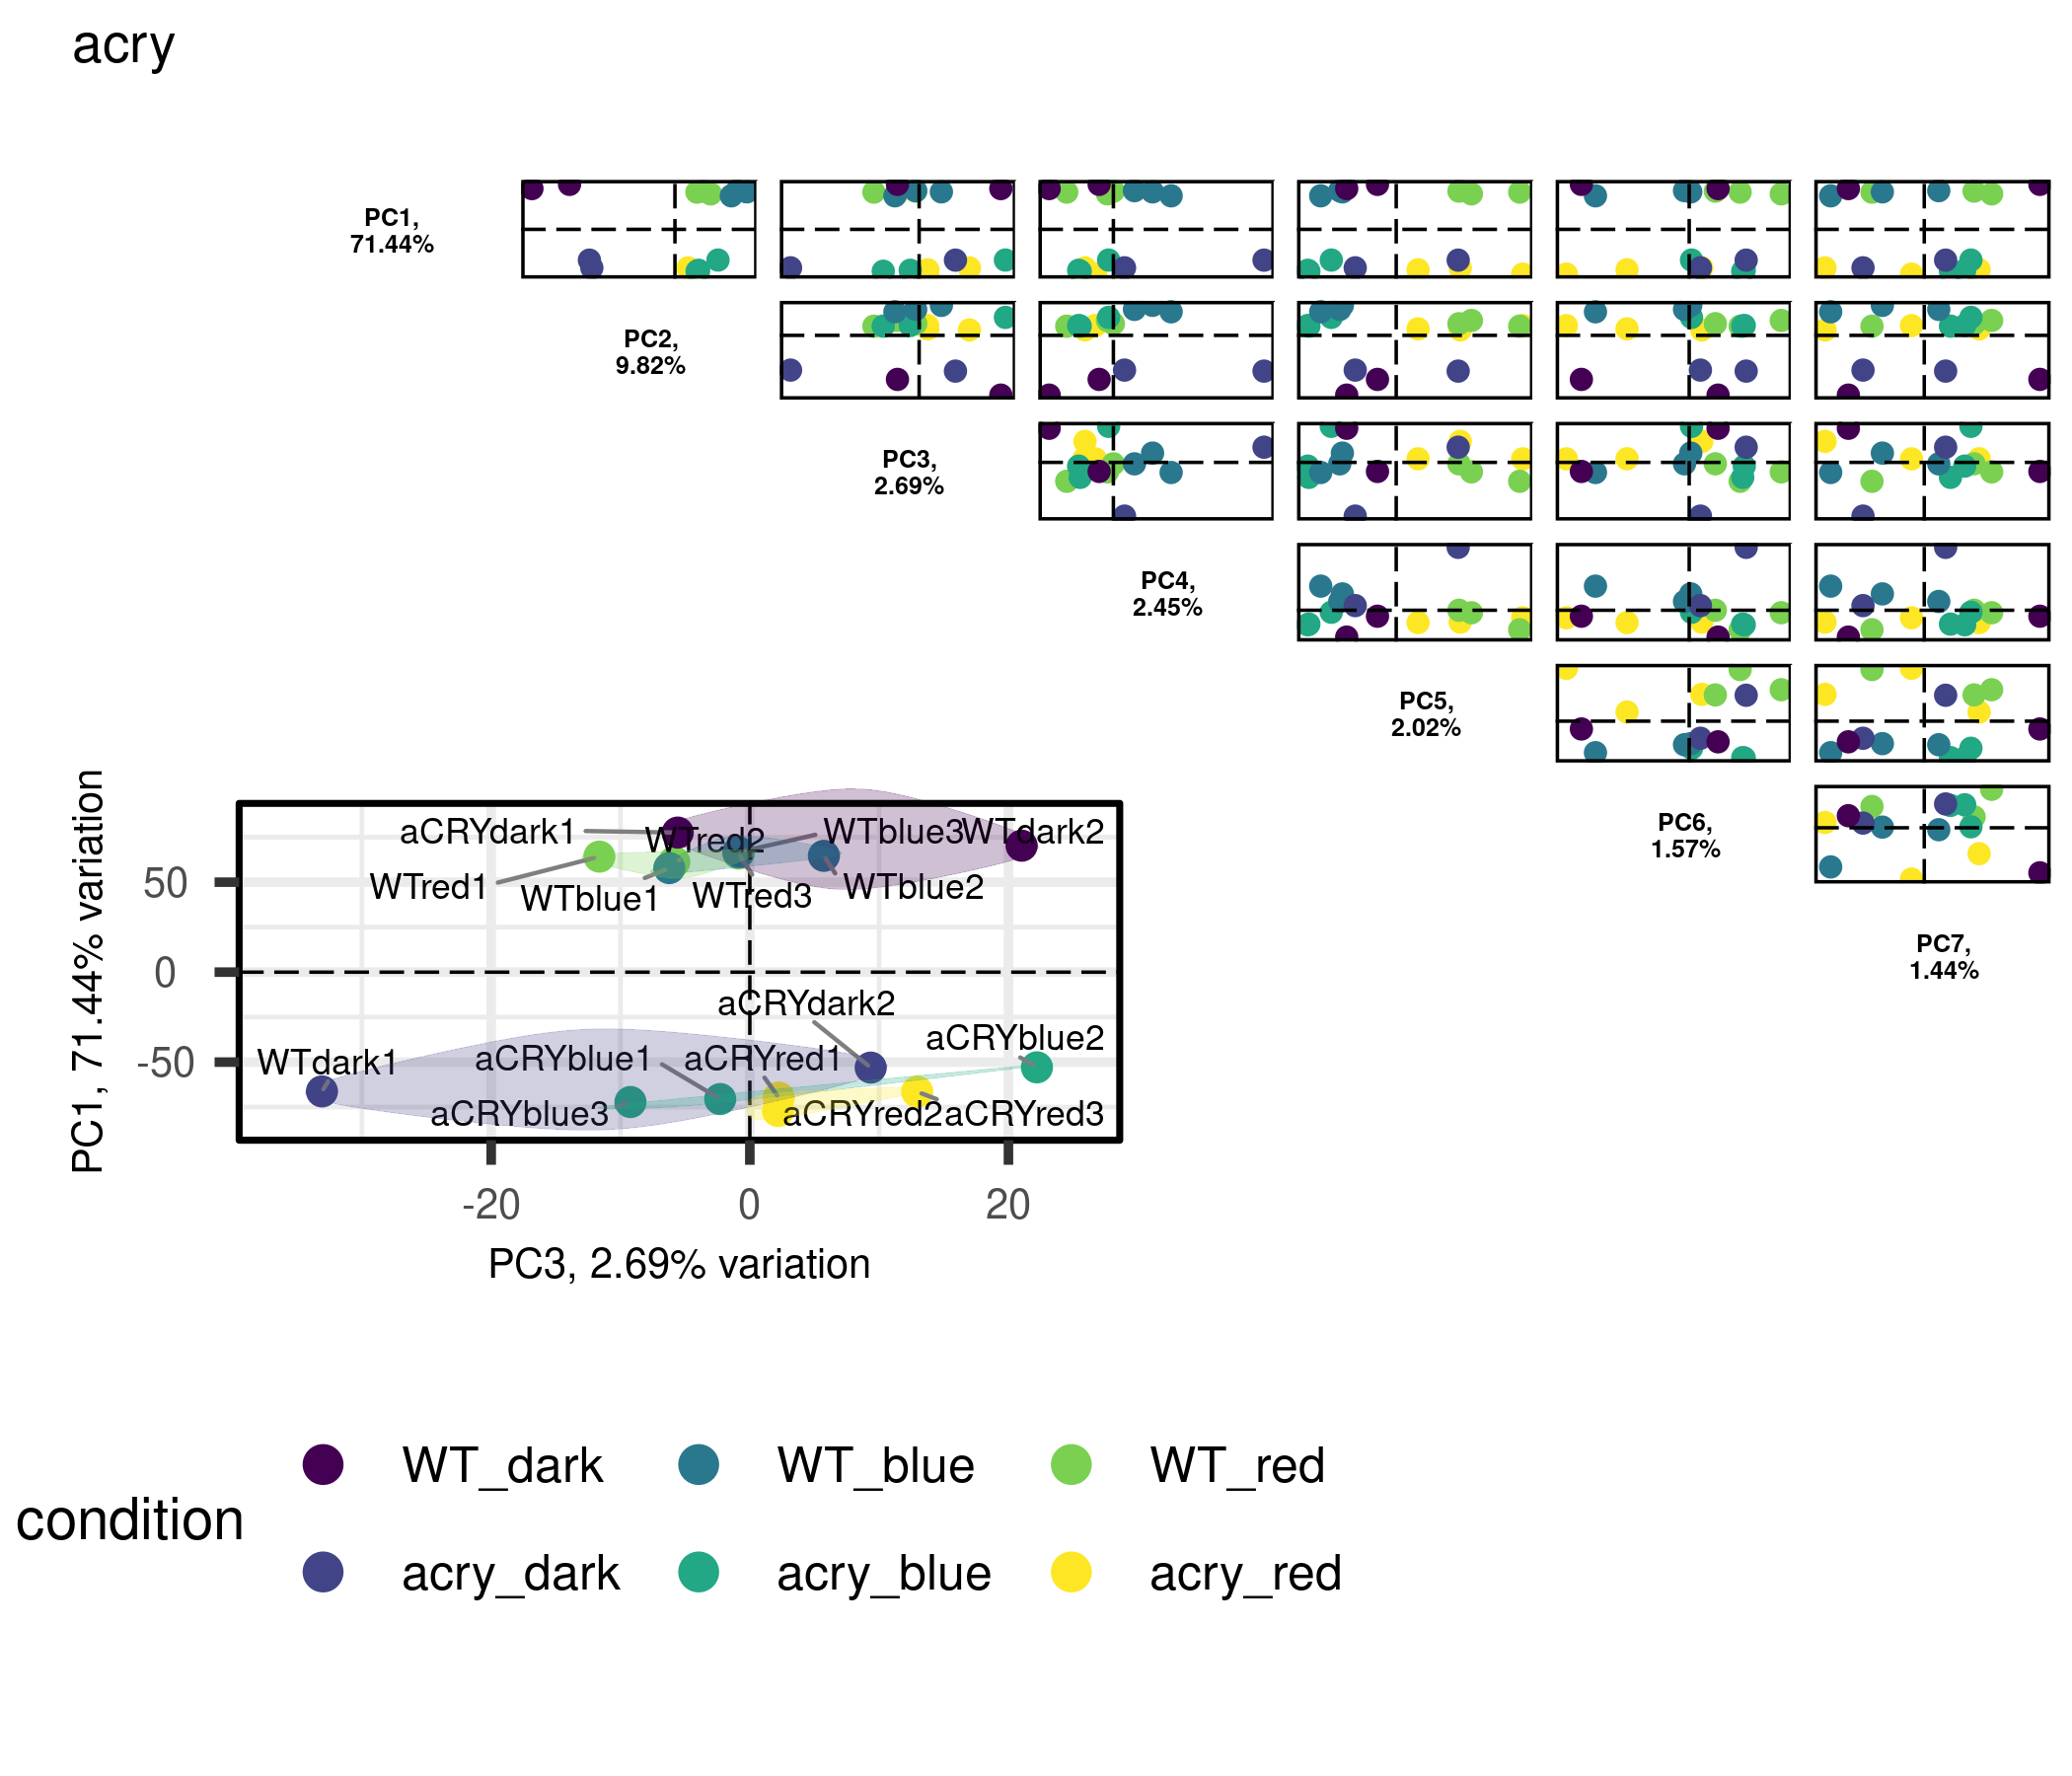 acry
PC1,
71.44%
PC2,
9.82%
PC3,
2.69%
PC4,
2.45%
PC5,
2.02%
PC6,
1.57%
PC7,
1.44%
PC1, 71.44% variation
50
0
-50
aCRYdark1
WTred2
WTblue3
WTdark2
WTred1
WTblue1
WTred3
WTblue2
aCRYdark2
aCRYblue2
WTdark1
aCRYblue1
aCRYred1
aCRYblue3
aCRYred2
aCRYred3
-20
0
20
PC3, 2.69% variation
condition
WT_dark
WT_blue
WT_red
acry_dark
acry_blue
acry_red